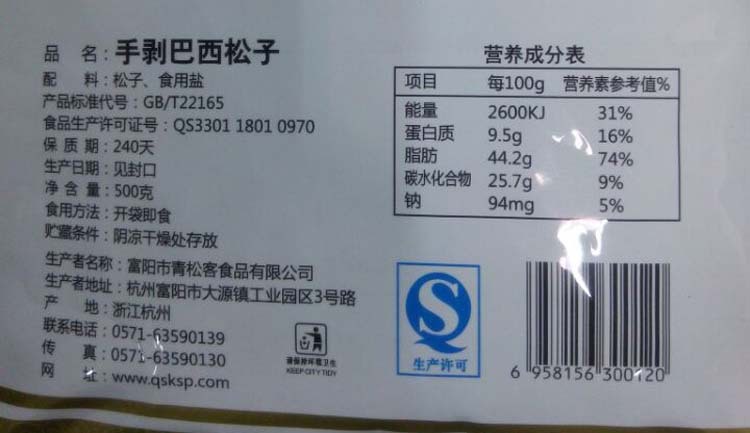 品 名：手剥巴西松子
配 料：松子、食用盐
产品标准代号：GB/T22165
食品生产许可证号：QS3301 1801 0970
保 质 期：240天
生产日期：见封口
净 含 量：500克
食用方法：开袋即食
贮藏条件：阴凉干燥处存放
生产者名称：富阳市青松客食品有限公司
生产者地址：杭州富阳市大源镇工业园区3号路
产 地：浙江杭州
联系电话：0571-63590139
传 真：0571-63590130
网 址：www.qsksp.com
请保持环境卫生
KEEP CITY TIDY
营养成分表
项目 每100g 营养素参考值%
能量 2600KJ 31%
蛋白质 9.5g 16%
脂肪 44.2g 74%
碳水化合物 25.7g 9%
钠 94mg 5%
生产许可
6 958156 300120